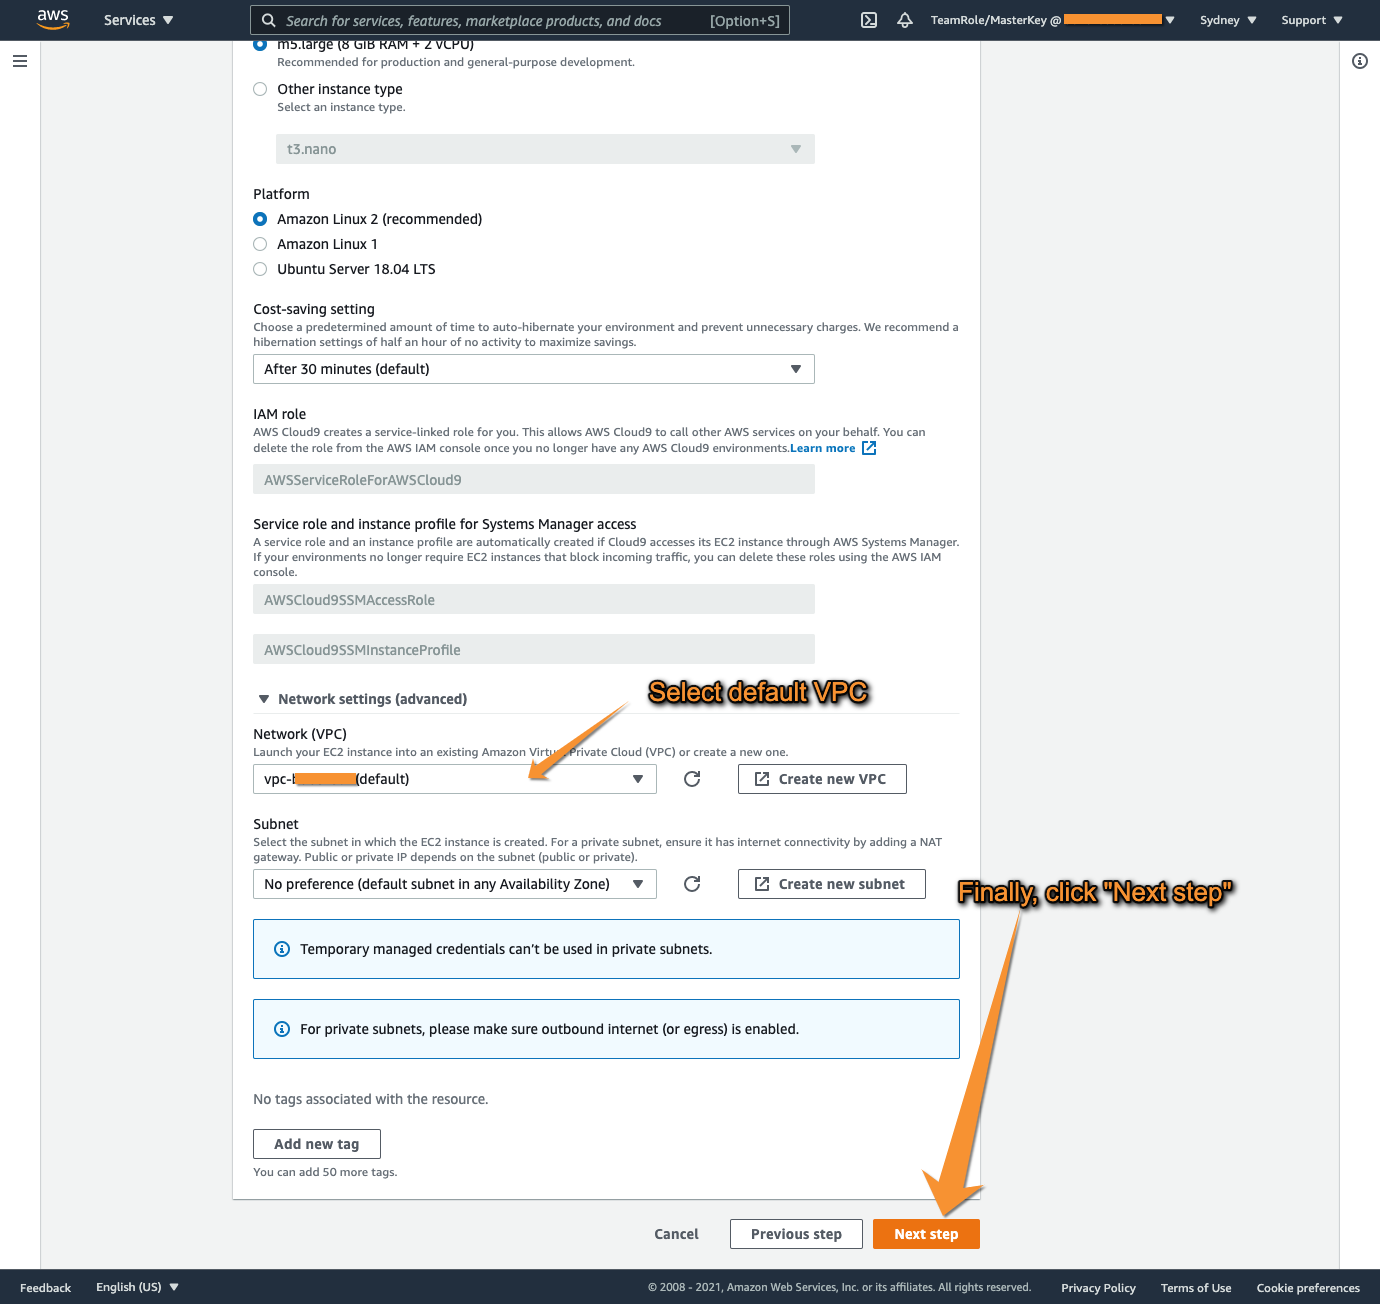 aws
Services
Search for services, features, marketplace products, and docs [Option+S]
TeamRole/MasterKey @
Sydney
Support
m5.large (8 GiB RAM + 2 vCPU)
Recommended for production and general-purpose development.
Other instance type
Select an instance type.
t3.nano
Platform
Amazon Linux 2 (recommended)
Amazon Linux 1
Ubuntu Server 18.04 LTS
Cost-saving setting
Choose a predetermined amount of time to auto-hibernate your environment and prevent unnecessary charges. We recommend a
hibernation settings of half an hour of no activity to maximize savings.
After 30 minutes (default)
IAM role
AWS Cloud9 creates a service-linked role for you. This allows AWS Cloud9 to call other AWS services on your behalf. You can
delete the role from the AWS IAM console once you no longer have any AWS Cloud9 environments.Learn more
AWSServiceRoleForAWSCloud9
Service role and instance profile for Systems Manager access
A service role and an instance profile are automatically created if Cloud9 accesses its EC2 instance through AWS Systems Manager.
If your environments no longer require EC2 instances that block incoming traffic, you can delete these roles using the AWS IAM
console.
AWSCloud9SSMAccessRole
AWSCloud9SSMInstanceProfile
Select default VPC
Network settings (advanced)
Network (VPC)
Launch your EC2 instance into an existing Amazon Virtual Private Cloud (VPC) or create a new one.
vpc- (default)
Create new VPC
Subnet
Select the subnet in which the EC2 instance is created. For a private subnet, ensure it has internet connectivity by adding a NAT
gateway. Public or private IP depends on the subnet (public or private).
No preference (default subnet in any Availability Zone)
Create new subnet
Finally, click "Next step"
Temporary managed credentials can't be used in private subnets.
For private subnets, please make sure outbound internet (or egress) is enabled.
No tags associated with the resource.
Add new tag
You can add 50 more tags.
Cancel
Previous step
Next step
Feedback
English (US)
© 2008 - 2021, Amazon Web Services, Inc. or its affiliates. All rights reserved.
Privacy Policy
Terms of Use
Cookie preferences